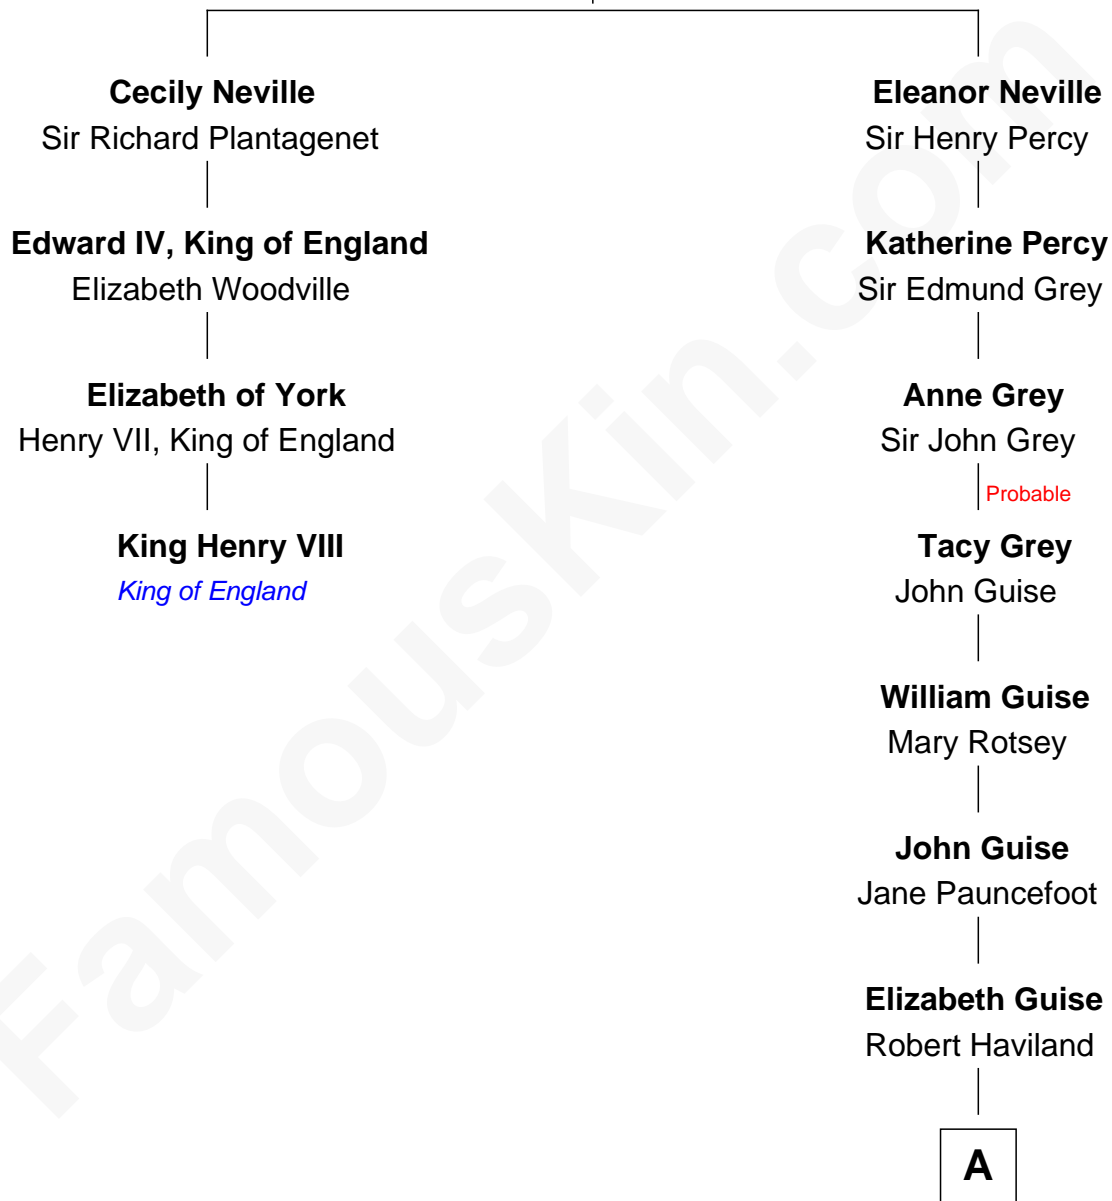 Cecily Neville
Sir Richard Plantagenet
Edward IV, King of England
Elizabeth Woodville
Elizabeth of York
Henry VII, King of England
King Henry VIII
King of England
Eleanor Neville
Sir Henry Percy
Katherine Percy
Sir Edmund Grey
Anne Grey
Sir John Grey
Probable
Tacy Grey
John Guise
William Guise
Mary Rotsey
John Guise
Jane Pauncefoot
Elizabeth Guise
Robert Haviland
A
FamousKin.com